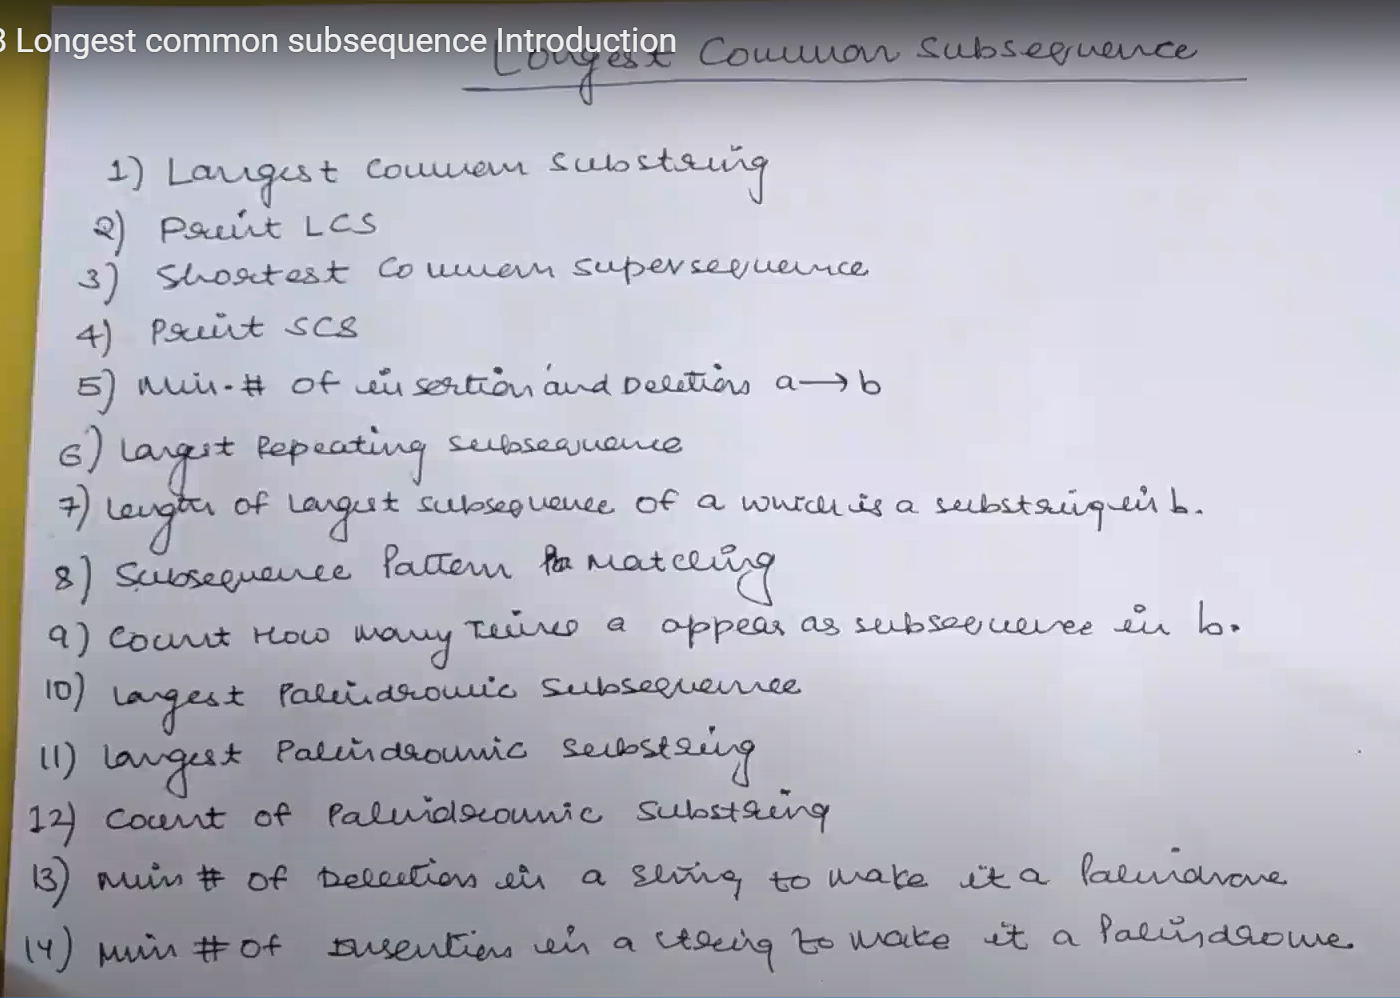 3 Longest common subsequence Introduction
Longest Common Subsequence
1) Largest Common Substring
2) Print LCS
3) Shortest Common supersequence
4) Print SCS
5) Min. # of insertion and Deletion a → b
6) Largest Repeating subsequence
7) Length of largest subsequence of a which is a substring in b.
8) Subsequence Pattern Matching
9) Count How many Times a appear as subsequence in b.
10) Largest Palindromic Subsequence
11) Largest Palindromic Substring
12) Count of Palindromic Substring
13) Min # of Deletion in a string to make it a Palindrome
14) Min # of Insertion in a string to make it a Palindrome.